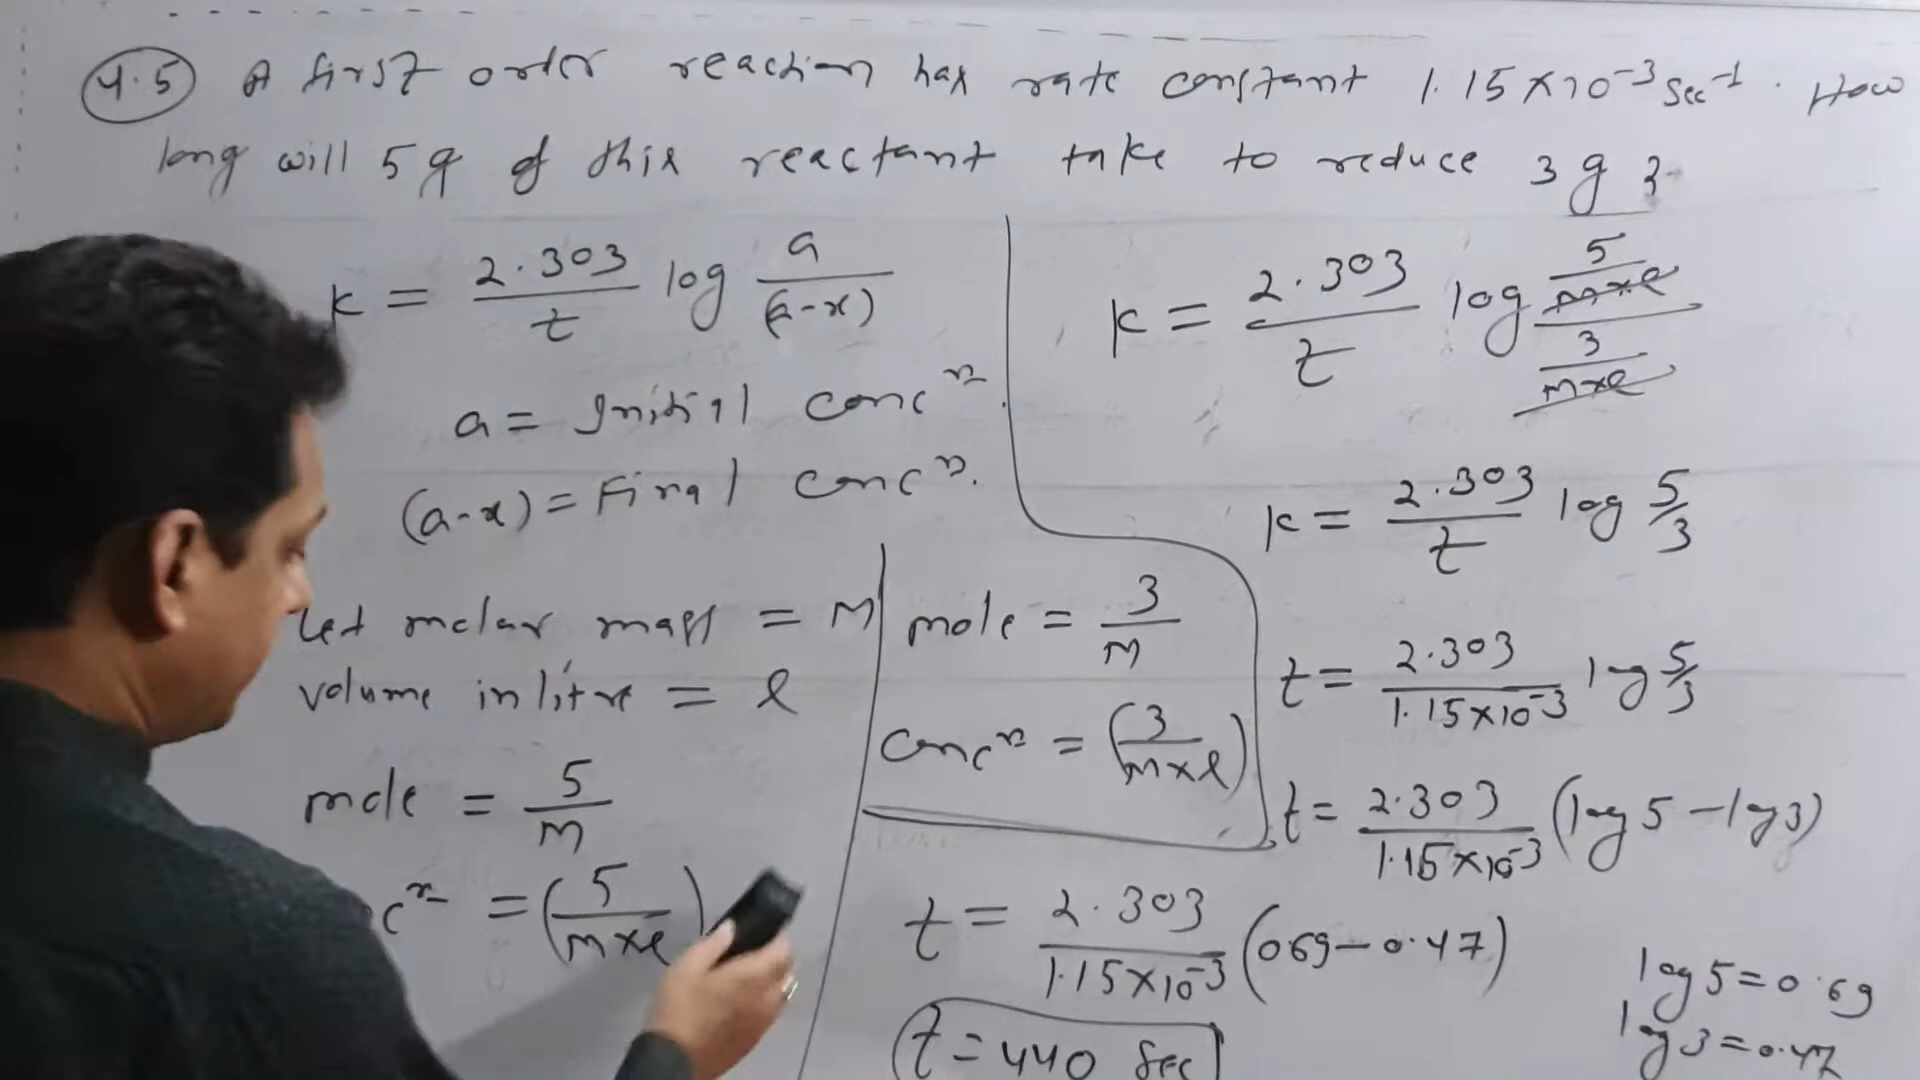 4.5 A first order reaction has rate constant 1.15×10⁻³ Sec⁻¹. How
long will 5g of this reactant take to reduce 3g ?
k = 2.303/t log a/(a-x)
a = Initial concⁿ.
(a-x) = Final concⁿ.
Let molar mass = M
volume in litre = l
mole = 5/M
cⁿ = (5/M×l)
mole = 3/M
concⁿ = (3/M×l)
k = 2.303/t log (5/M×l)/(3/M×l)
k = 2.303/t log 5/3
t = 2.303/1.15×10⁻³ log 5/3
t = 2.303/1.15×10⁻³ (log 5 - log 3)
t = 2.303/1.15×10⁻³ (0.69 - 0.47)
t = 440 Sec
log 5 = 0.69
log 3 = 0.47